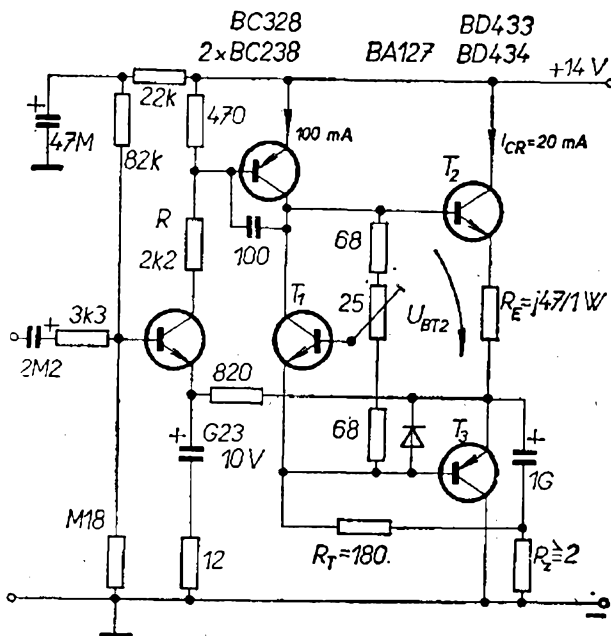 BC328 BD433
2×BC238 BA127 BD434
+14V
22k
47M
82k
470
100 mA
I_CR=20 mA
T2
R
2k2
100
68
T1
25
U_BT2
R_E=j47/1W
3k3
2M2
820
+
G23
10V
68
T3
+
1G
M18
12
R_T=180.
R_z≧2